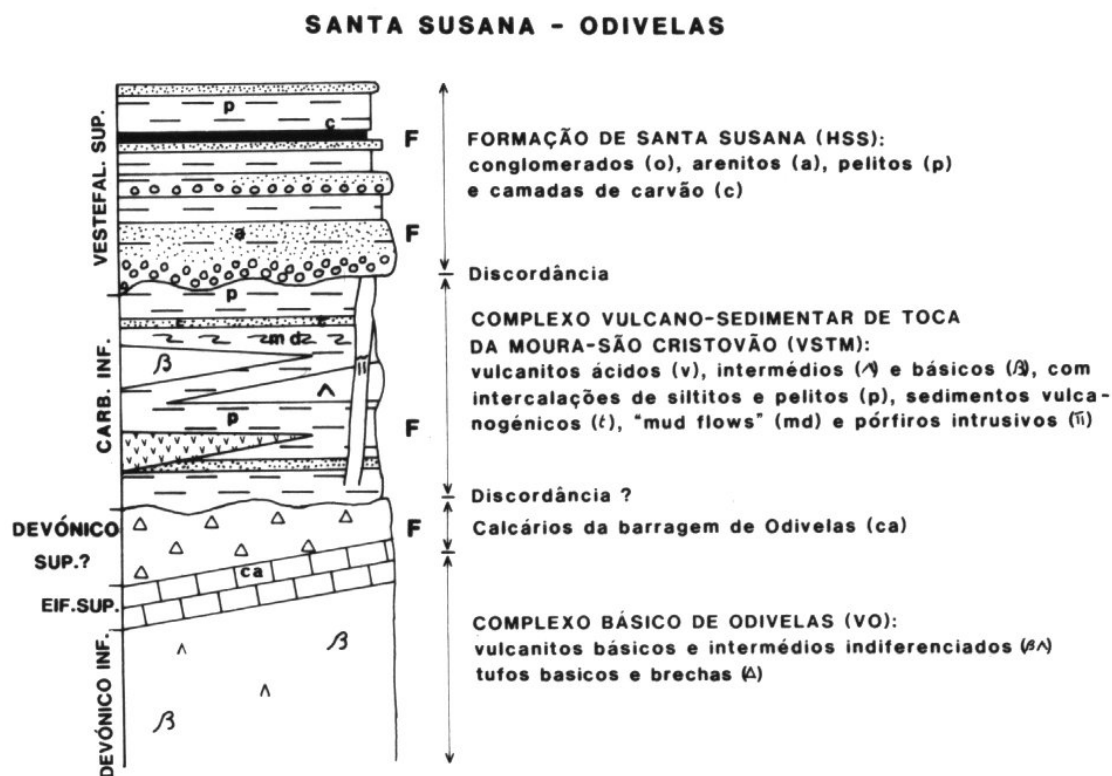 SANTA SUSANA - ODIVELAS
VESTEFAL. SUP.
CARB. INF.
DEVÓNICO
SUP.?
EIF.SUP.
DEVÓNICO INF.
p
c
F
a
F
p
md
β
ʌ
p
F
F
ca
β
β
FORMAÇÃO DE SANTA SUSANA (HSS):
conglomerados (o), arenitos (a), pelitos (p)
e camadas de carvão (c)
Discordância
COMPLEXO VULCANO-SEDIMENTAR DE TOCA
DA MOURA-SÃO CRISTOVÃO (VSTM):
vulcanitos ácidos (v), intermédios (ʌ) e básicos (β), com
intercalações de siltitos e pelitos (p), sedimentos vulca-
nogénicos (t), "mud flows" (md) e pórfiros intrusivos (π)
Discordância ?
Calcários da barragem de Odivelas (ca)
COMPLEXO BÁSICO DE ODIVELAS (VO):
vulcanitos básicos e intermédios indiferenciados (βʌ)
tufos basicos e brechas (Δ)